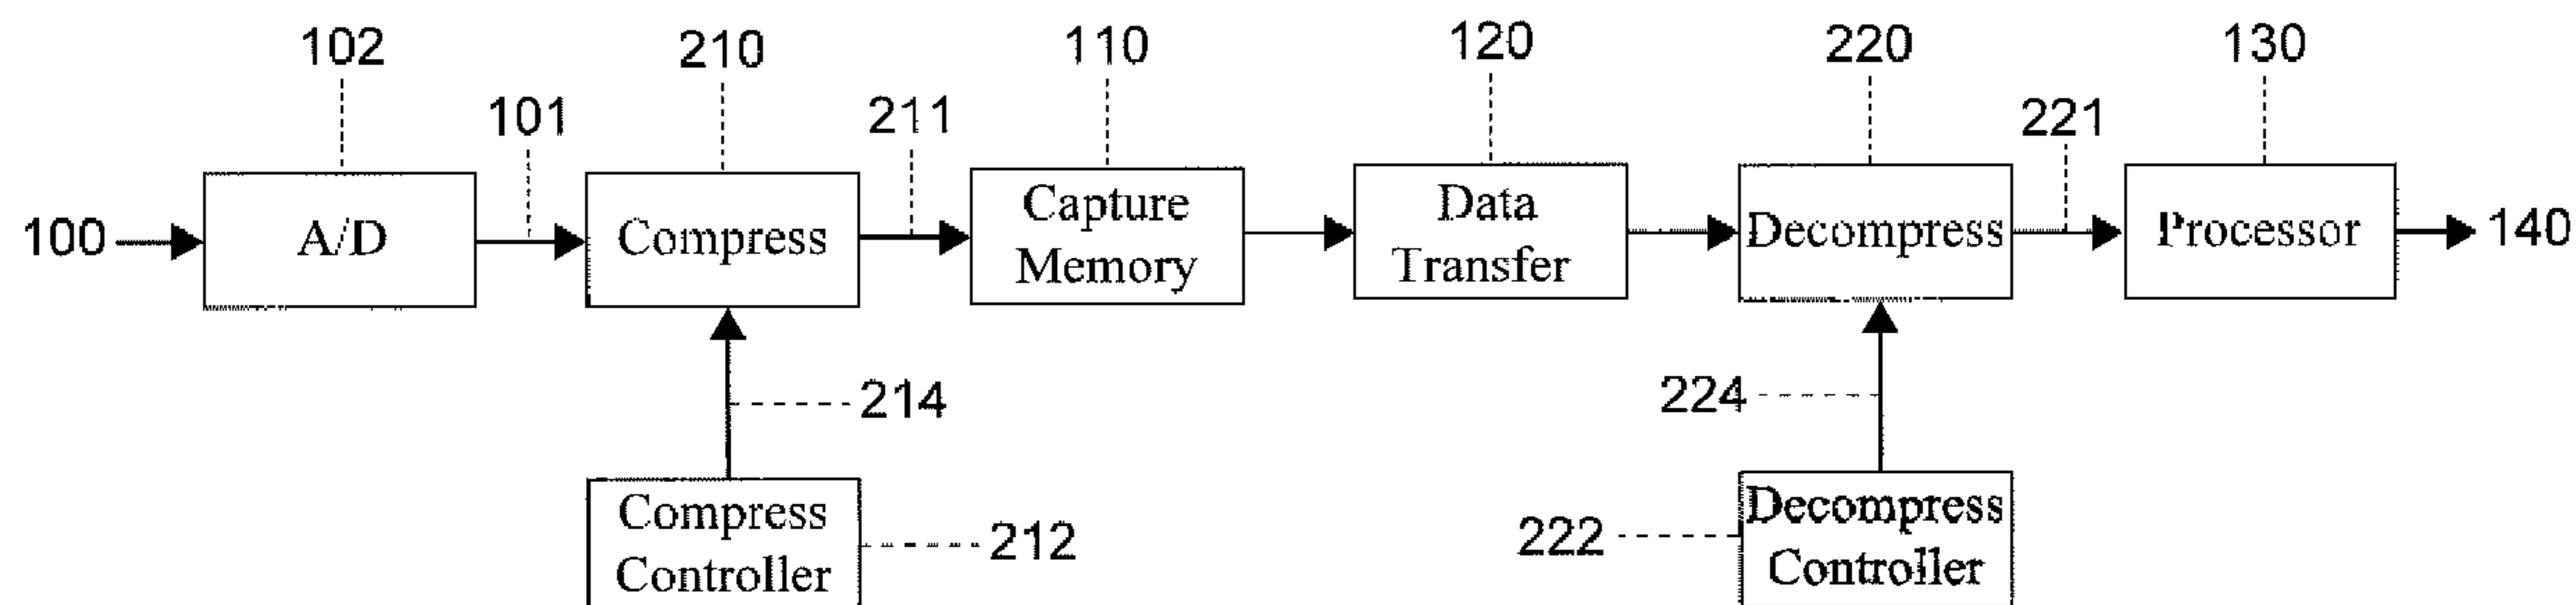 102 210 110 120 220 130
101 211 221
100 A/D Compress Capture Memory Data Transfer Decompress Processor 140
214 224
Compress Controller 212 222 Decompress Controller